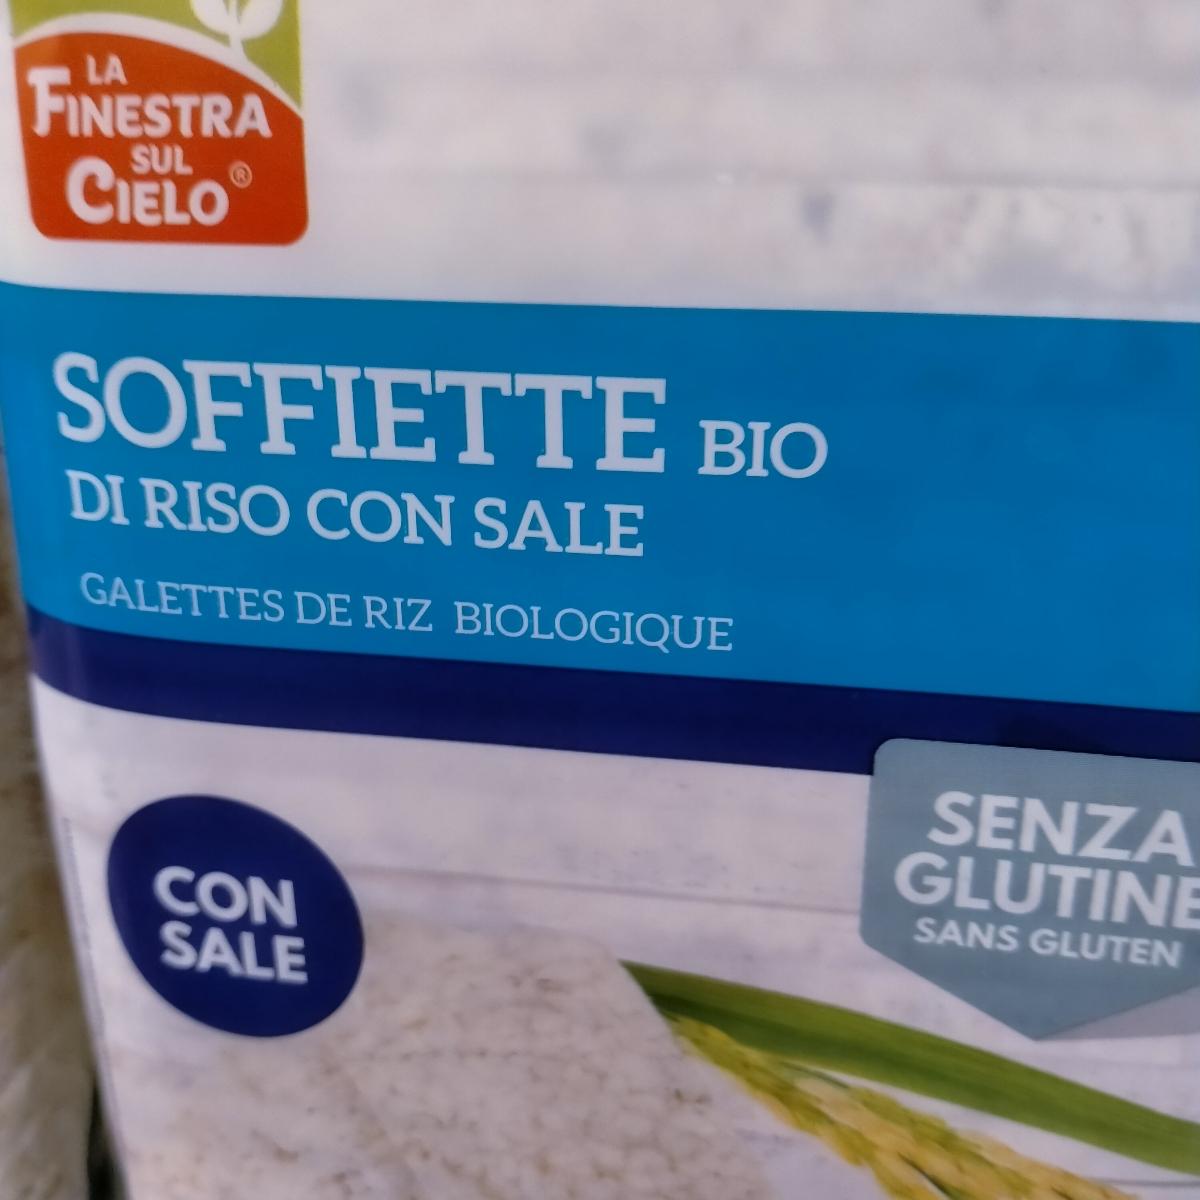 LA
FINESTRA
SUL
CIELO®
SOFFIETTE BIO
DI RISO CON SALE
GALETTES DE RIZ BIOLOGIQUE
CON
SALE
SENZA
GLUTINE
SANS GLUTEN